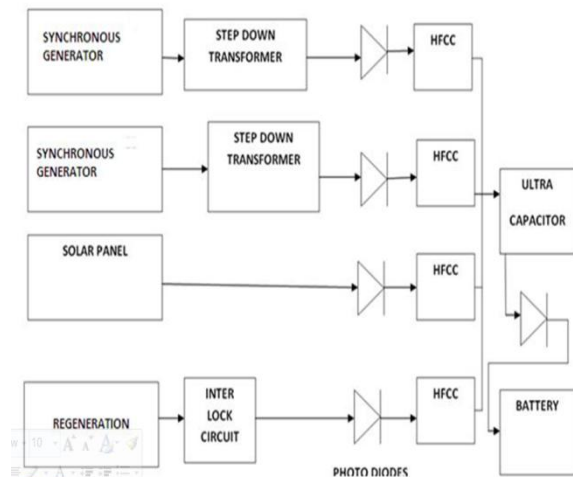 SYNCHRONOUS
GENERATOR
STEP DOWN
TRANSFORMER
HFCC
SYNCHRONOUS
GENERATOR
STEP DOWN
TRANSFORMER
HFCC
ULTRA
CAPACITOR
SOLAR PANEL
HFCC
REGENERATION
INTER
LOCK
CIRCUIT
HFCC
BATTERY
PHOTO DIODES
10